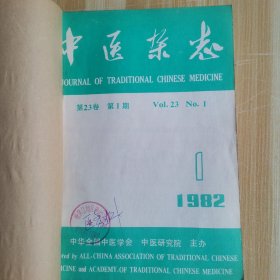 中医杂志
JOURNAL OF TRADITIONAL CHINESE MEDICINE
第23卷 第1期 Vol. 23 No. 1
1
1982
中华全国中医学会 中医研究院 主办
by ALL-CHINA ASSOCIATION OF TRADITIONAL CHINESE
ICINE and ACADEMY OF TRADITIONAL CHINESE MEDICINE